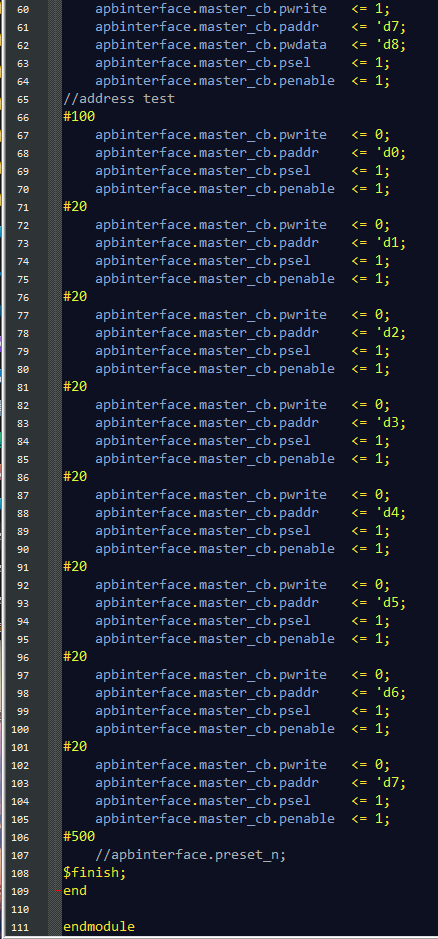 60 apbinterface.master_cb.pwrite <= 1;
61 apbinterface.master_cb.paddr <= 'd7;
62 apbinterface.master_cb.pwdata <= 'd8;
63 apbinterface.master_cb.psel <= 1;
64 apbinterface.master_cb.penable <= 1;
65 //address test
66 #100
67 apbinterface.master_cb.pwrite <= 0;
68 apbinterface.master_cb.paddr <= 'd0;
69 apbinterface.master_cb.psel <= 1;
70 apbinterface.master_cb.penable <= 1;
71 #20
72 apbinterface.master_cb.pwrite <= 0;
73 apbinterface.master_cb.paddr <= 'd1;
74 apbinterface.master_cb.psel <= 1;
75 apbinterface.master_cb.penable <= 1;
76 #20
77 apbinterface.master_cb.pwrite <= 0;
78 apbinterface.master_cb.paddr <= 'd2;
79 apbinterface.master_cb.psel <= 1;
80 apbinterface.master_cb.penable <= 1;
81 #20
82 apbinterface.master_cb.pwrite <= 0;
83 apbinterface.master_cb.paddr <= 'd3;
84 apbinterface.master_cb.psel <= 1;
85 apbinterface.master_cb.penable <= 1;
86 #20
87 apbinterface.master_cb.pwrite <= 0;
88 apbinterface.master_cb.paddr <= 'd4;
89 apbinterface.master_cb.psel <= 1;
90 apbinterface.master_cb.penable <= 1;
91 #20
92 apbinterface.master_cb.pwrite <= 0;
93 apbinterface.master_cb.paddr <= 'd5;
94 apbinterface.master_cb.psel <= 1;
95 apbinterface.master_cb.penable <= 1;
96 #20
97 apbinterface.master_cb.pwrite <= 0;
98 apbinterface.master_cb.paddr <= 'd6;
99 apbinterface.master_cb.psel <= 1;
100 apbinterface.master_cb.penable <= 1;
101 #20
102 apbinterface.master_cb.pwrite <= 0;
103 apbinterface.master_cb.paddr <= 'd7;
104 apbinterface.master_cb.psel <= 1;
105 apbinterface.master_cb.penable <= 1;
106 #500
107 //apbinterface.preset_n;
108 $finish;
109 end
110
111 endmodule